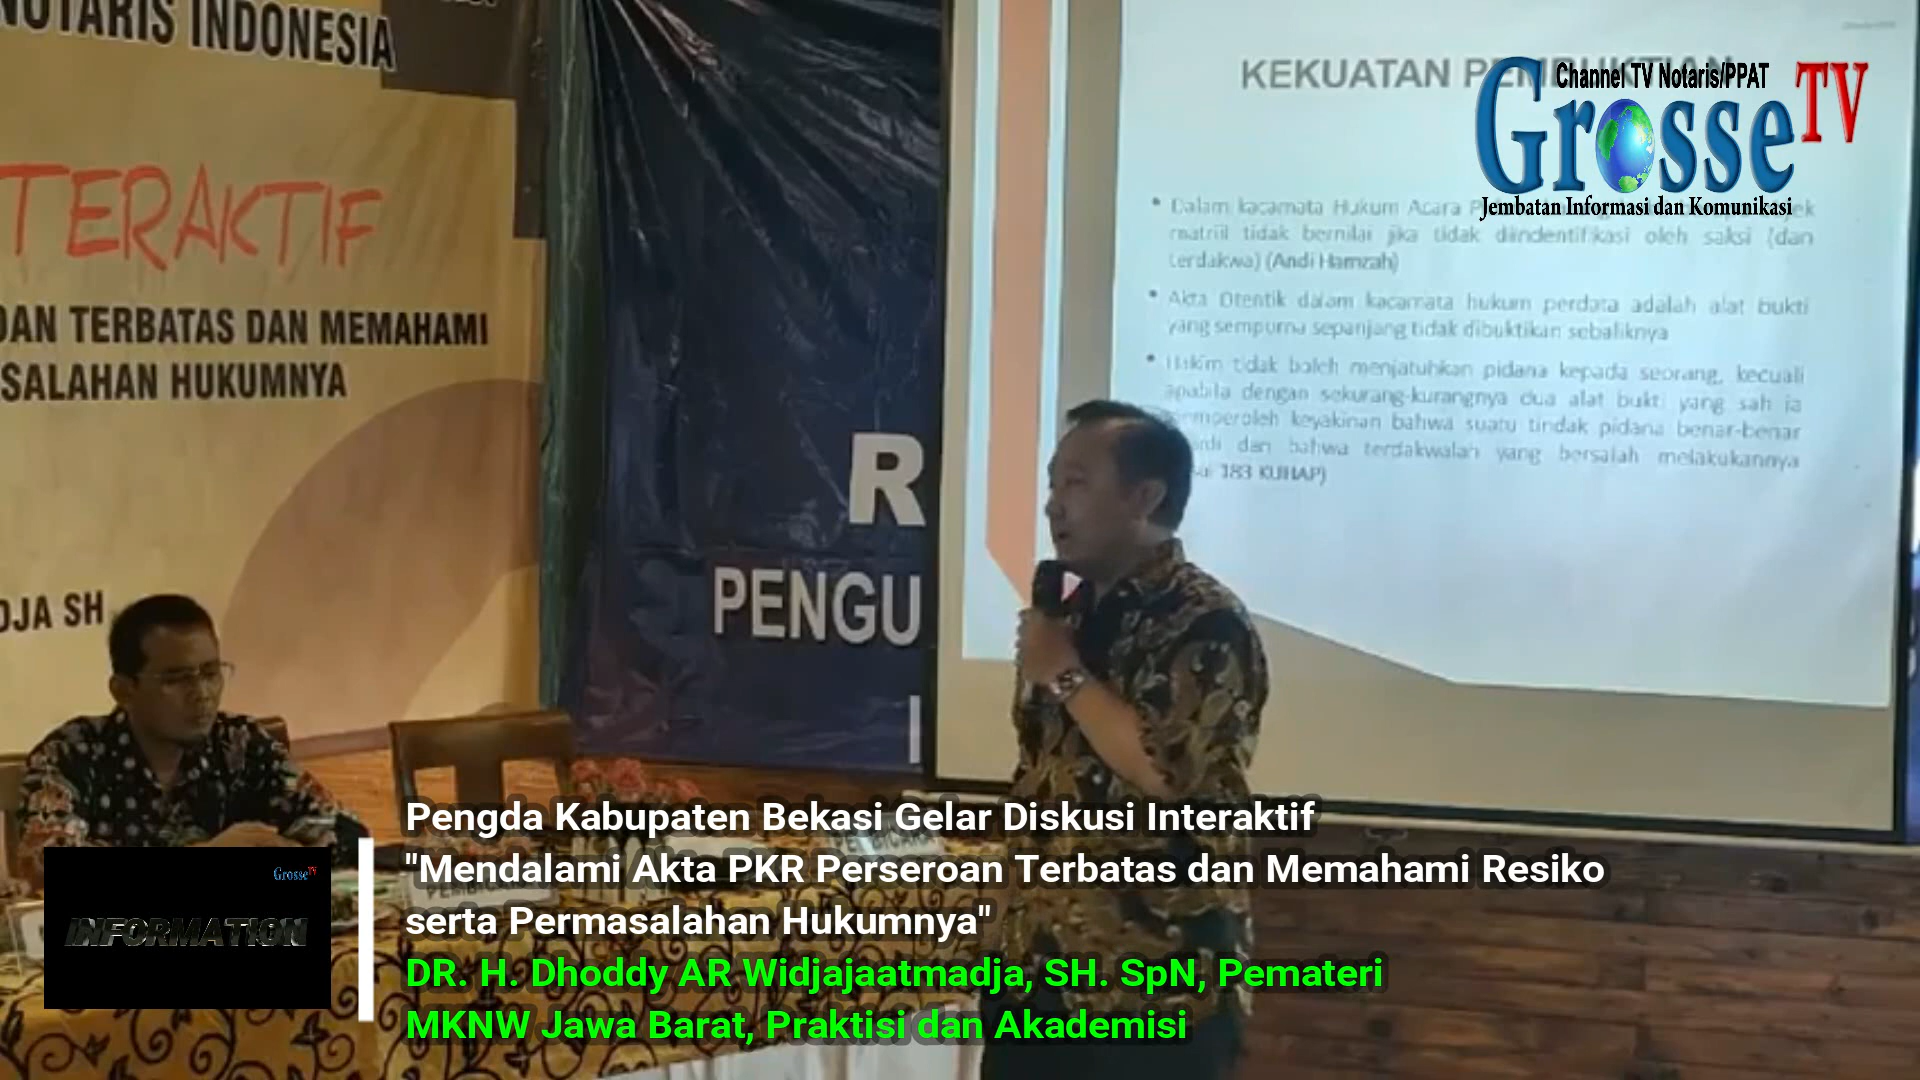 NOTARIS INDONESIA
TERAKTIF
DAN TERBATAS DAN MEMAHAMI
SALAHAN HUKUMNYA
DJA SH
R
PENGU
KEKUATAN PEMBUKTIAN
Channel TV Notaris/PPAT
Grosse TV
Jembatan Informasi dan Komunikasi
• Dalam kacamata Hukum Acara
matriil tidak bernilai jika tidak diindentifikasi oleh saksi (dan
terdakwa) (Andi Hamzah)
• Akta Otentik dalam kacamata hukum perdata adalah alat bukti
yang sempurna sepanjang tidak dibuktikan sebaliknya
• Hakim tidak boleh menjatuhkan pidana kepada seorang, kecuali
apabila dengan sekurang-kurangnya dua alat bukti yang sah ia
memperoleh keyakinan bahwa suatu tindak pidana benar-benar
dan bahwa terdakwalah yang bersalah melakukannya
183 KUHAP)
Pengda Kabupaten Bekasi Gelar Diskusi Interaktif
"Mendalami Akta PKR Perseroan Terbatas dan Memahami Resiko
serta Permasalahan Hukumnya"
DR. H. Dhoddy AR Widjajaatmadja, SH. SpN, Pemateri
MKNW Jawa Barat, Praktisi dan Akademisi
GrosseTV
INFORMATION